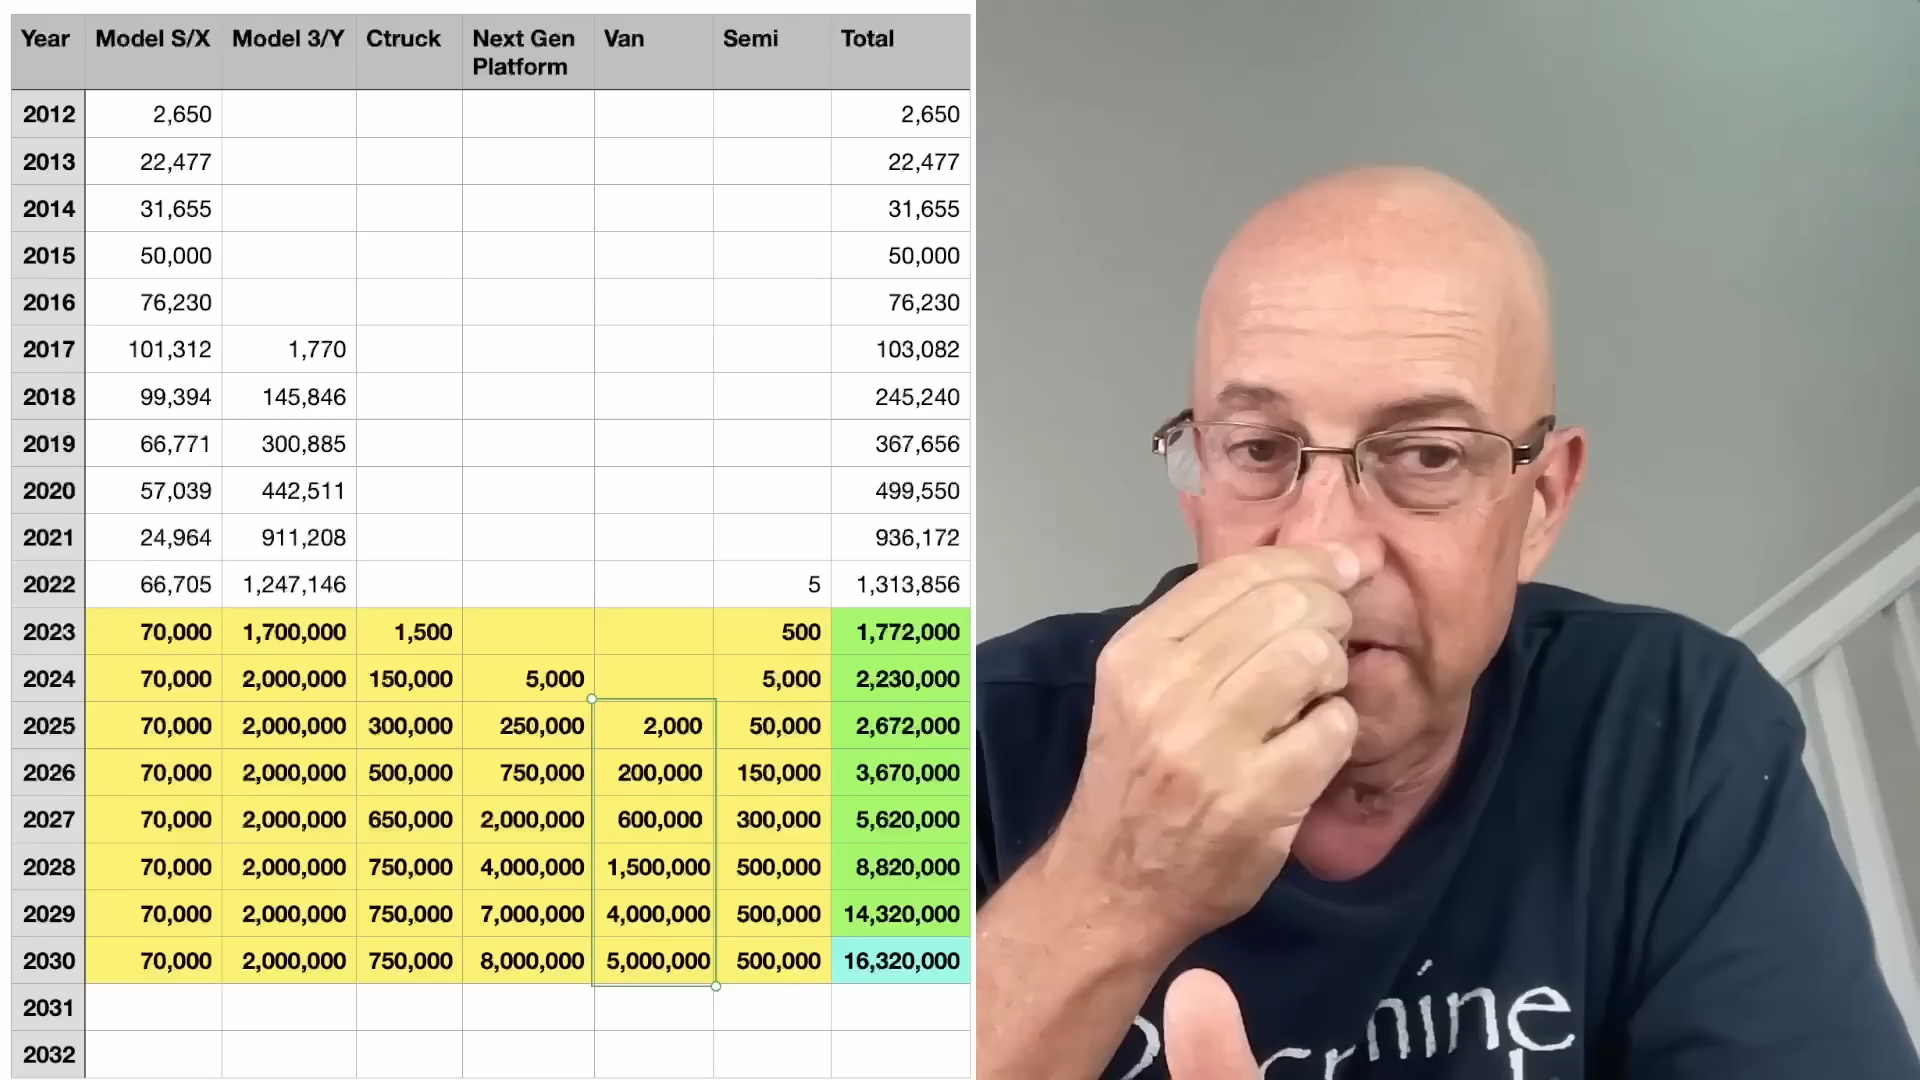 Year Model S/X Model 3/Y Ctruck Next Gen Platform Van Semi Total
2012 2,650 2,650
2013 22,477 22,477
2014 31,655 31,655
2015 50,000 50,000
2016 76,230 76,230
2017 101,312 1,770 103,082
2018 99,394 145,846 245,240
2019 66,771 300,885 367,656
2020 57,039 442,511 499,550
2021 24,964 911,208 936,172
2022 66,705 1,247,146 5 1,313,856
2023 70,000 1,700,000 1,500 500 1,772,000
2024 70,000 2,000,000 150,000 5,000 5,000 2,230,000
2025 70,000 2,000,000 300,000 250,000 2,000 50,000 2,672,000
2026 70,000 2,000,000 500,000 750,000 200,000 150,000 3,670,000
2027 70,000 2,000,000 650,000 2,000,000 600,000 300,000 5,620,000
2028 70,000 2,000,000 750,000 4,000,000 1,500,000 500,000 8,820,000
2029 70,000 2,000,000 750,000 7,000,000 4,000,000 500,000 14,320,000
2030 70,000 2,000,000 750,000 8,000,000 5,000,000 500,000 16,320,000
2031
2032